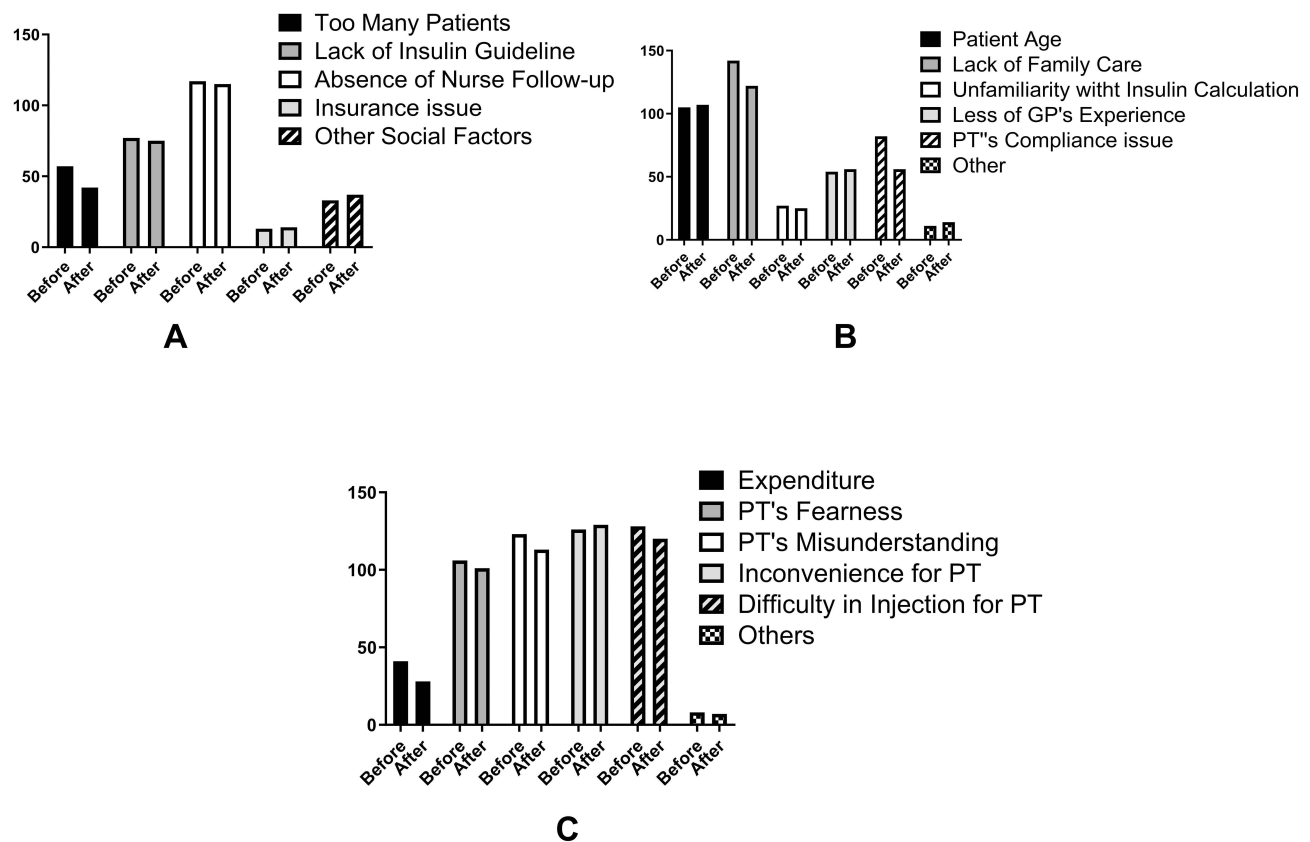 150
100
50
0
Before
After
Before
After
Before
After
Before
After
Before
After
Too Many Patients
Lack of Insulin Guideline
Absence of Nurse Follow-up
Insurance issue
Other Social Factors
A
150
100
50
0
Before
After
Before
After
Before
After
Before
After
Before
After
Before
After
Patient Age
Lack of Family Care
Unfamiliarity witht Insulin Calculation
Less of GP's Experience
PT"s Compliance issue
Other
B
150
100
50
0
Before
After
Before
After
Before
After
Before
After
Before
After
Before
After
Expenditure
PT's Fearness
PT's Misunderstanding
Inconvenience for PT
Difficulty in Injection for PT
Others
C